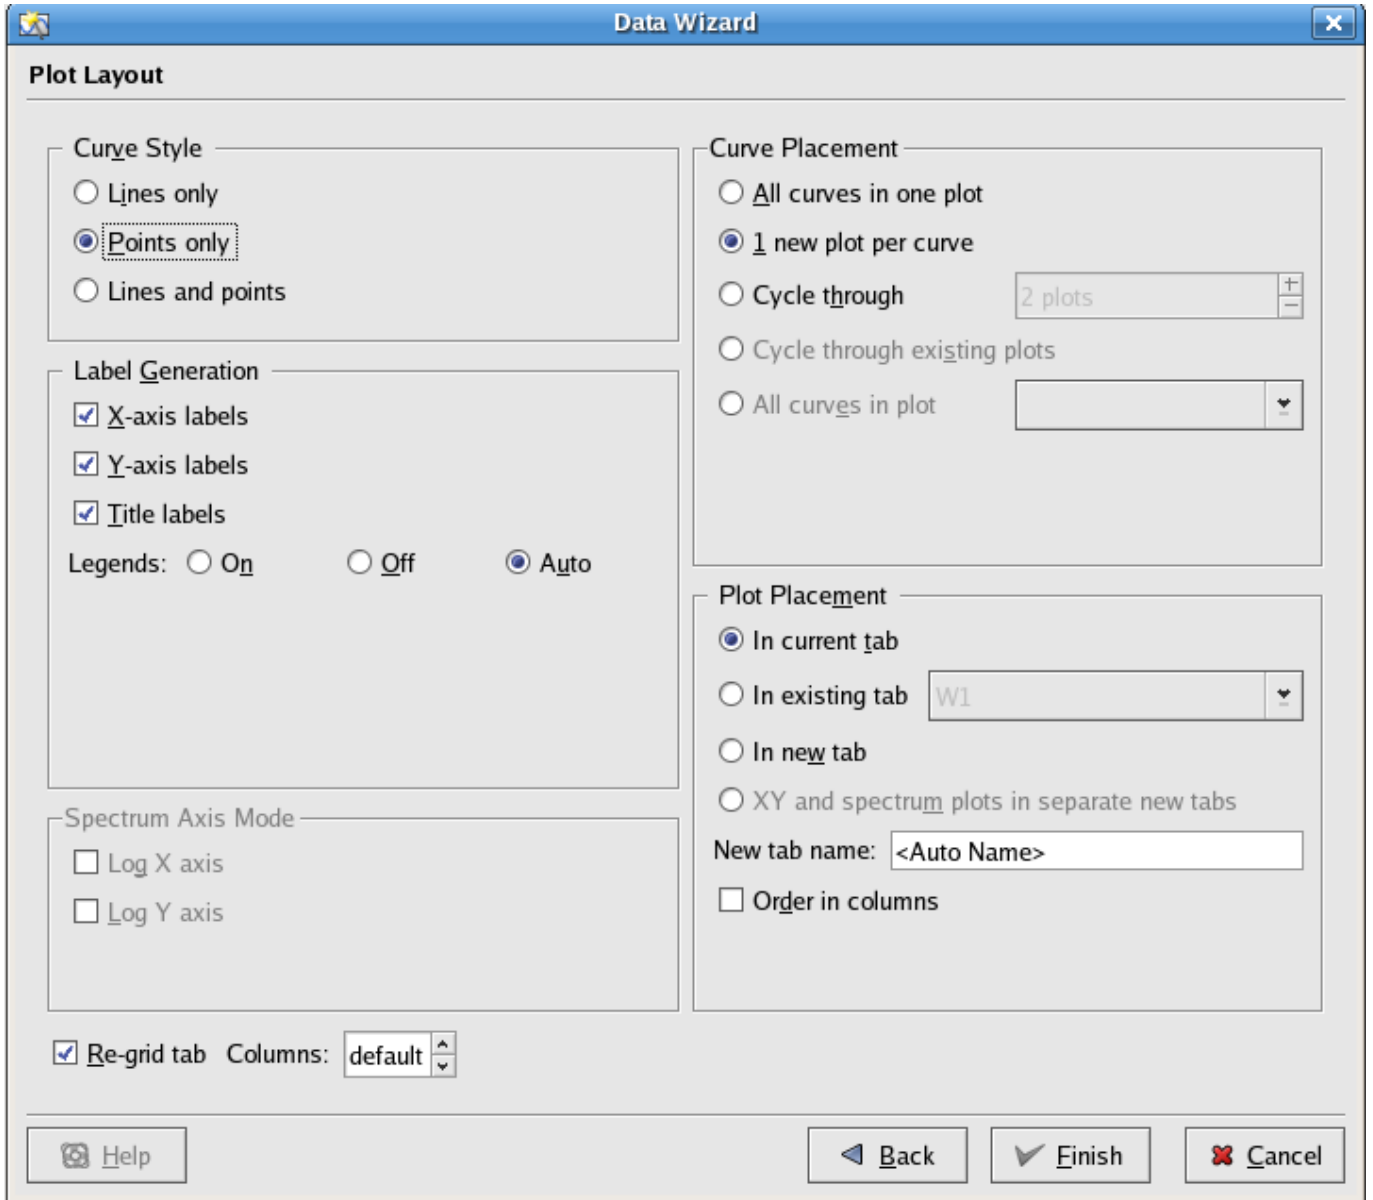 Data Wizard
Plot Layout
Curve Style
Lines only
Points only
Lines and points
Label Generation
X-axis labels
Y-axis labels
Title labels
Legends: On Off Auto
Spectrum Axis Mode
Log X axis
Log Y axis
Curve Placement
All curves in one plot
1 new plot per curve
Cycle through 2 plots
Cycle through existing plots
All curves in plot
Plot Placement
In current tab
In existing tab W1
In new tab
XY and spectrum plots in separate new tabs
New tab name: <Auto Name>
Order in columns
Re-grid tab Columns: default
Help Back Finish Cancel